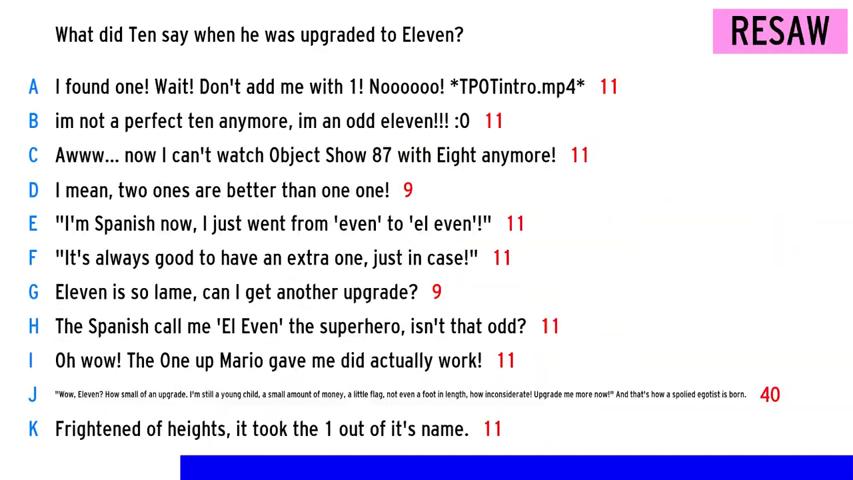 What did Ten say when he was upgraded to Eleven?
RESAW
A I found one! Wait! Don't add me with 1! Noooooo! *TPOTintro.mp4* 11
B im not a perfect ten anymore, im an odd eleven!!! :0 11
C Awww... now I can't watch Object Show 87 with Eight anymore! 11
D I mean, two ones are better than one one! 9
E "I'm Spanish now, I just went from 'even' to 'el even'!" 11
F "It's always good to have an extra one, just in case!" 11
G Eleven is so lame, can I get another upgrade? 9
H The Spanish call me 'El Even' the superhero, isn't that odd? 11
I Oh wow! The One up Mario gave me did actually work! 11
J "Wow, Eleven? How small of an upgrade. I'm still a young child, a small amount of money, a little flag, not even a foot in length, how inconsiderate! Upgrade me more now!" And that's how a spolied egotist is born. 40
K Frightened of heights, it took the 1 out of it's name. 11